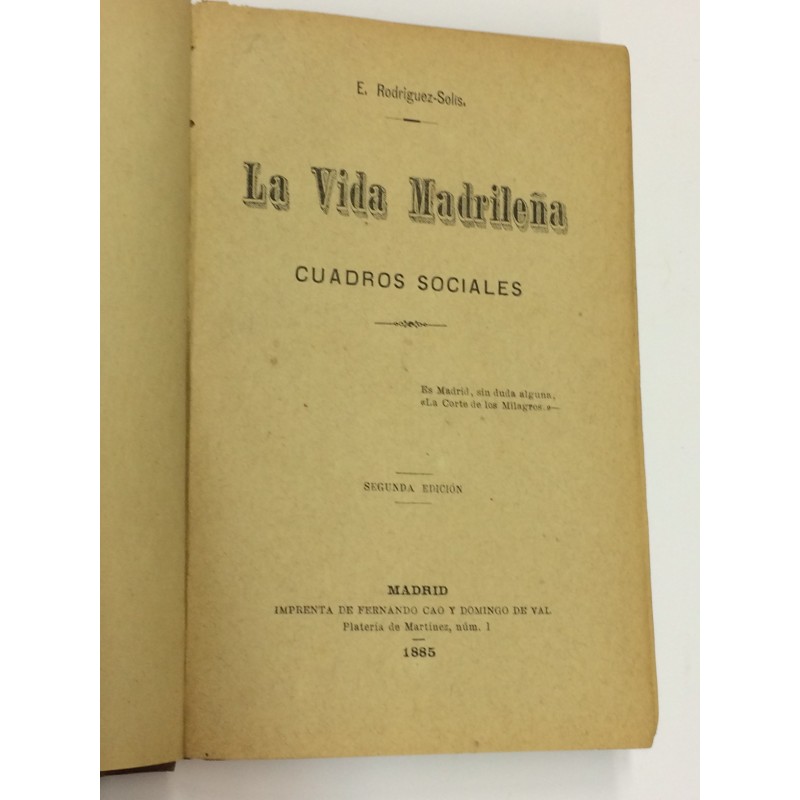 E. Rodríguez-Solís.
La Vida Madrileña
CUADROS SOCIALES
Es Madrid, sin duda alguna,
«La Corte de los Milagros.»—
SEGUNDA EDICIÓN
MADRID
IMPRENTA DE FERNANDO CAO Y DOMINGO DE VAL
Platería de Martínez, núm. 1
1885